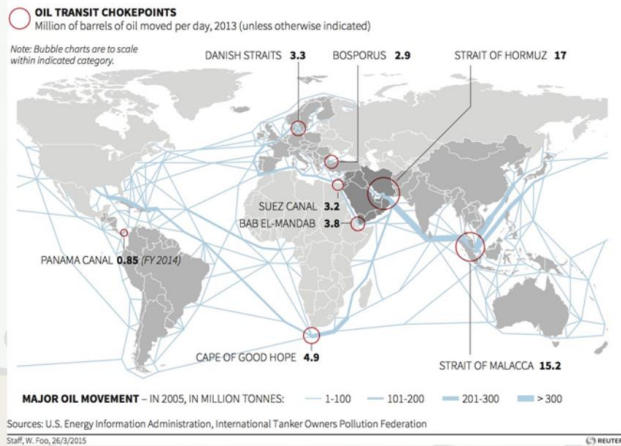 OIL TRANSIT CHOKEPOINTS
Million of barrels of oil moved per day, 2013 (unless otherwise indicated)
Note: Bubble charts are to scale
within indicated category.
DANISH STRAITS 3.3
BOSPORUS 2.9
STRAIT OF HORMUZ 17
SUEZ CANAL 3.2
BAB EL-MANDAB 3.8
PANAMA CANAL 0.85 (FY 2014)
CAPE OF GOOD HOPE 4.9
STRAIT OF MALACCA 15.2
MAJOR OIL MOVEMENT – IN 2005, IN MILLION TONNES: 1-100 101-200 201-300 > 300
Sources: U.S. Energy Information Administration, International Tanker Owners Pollution Federation
Staff, W. Foo, 26/3/2015
REUTER